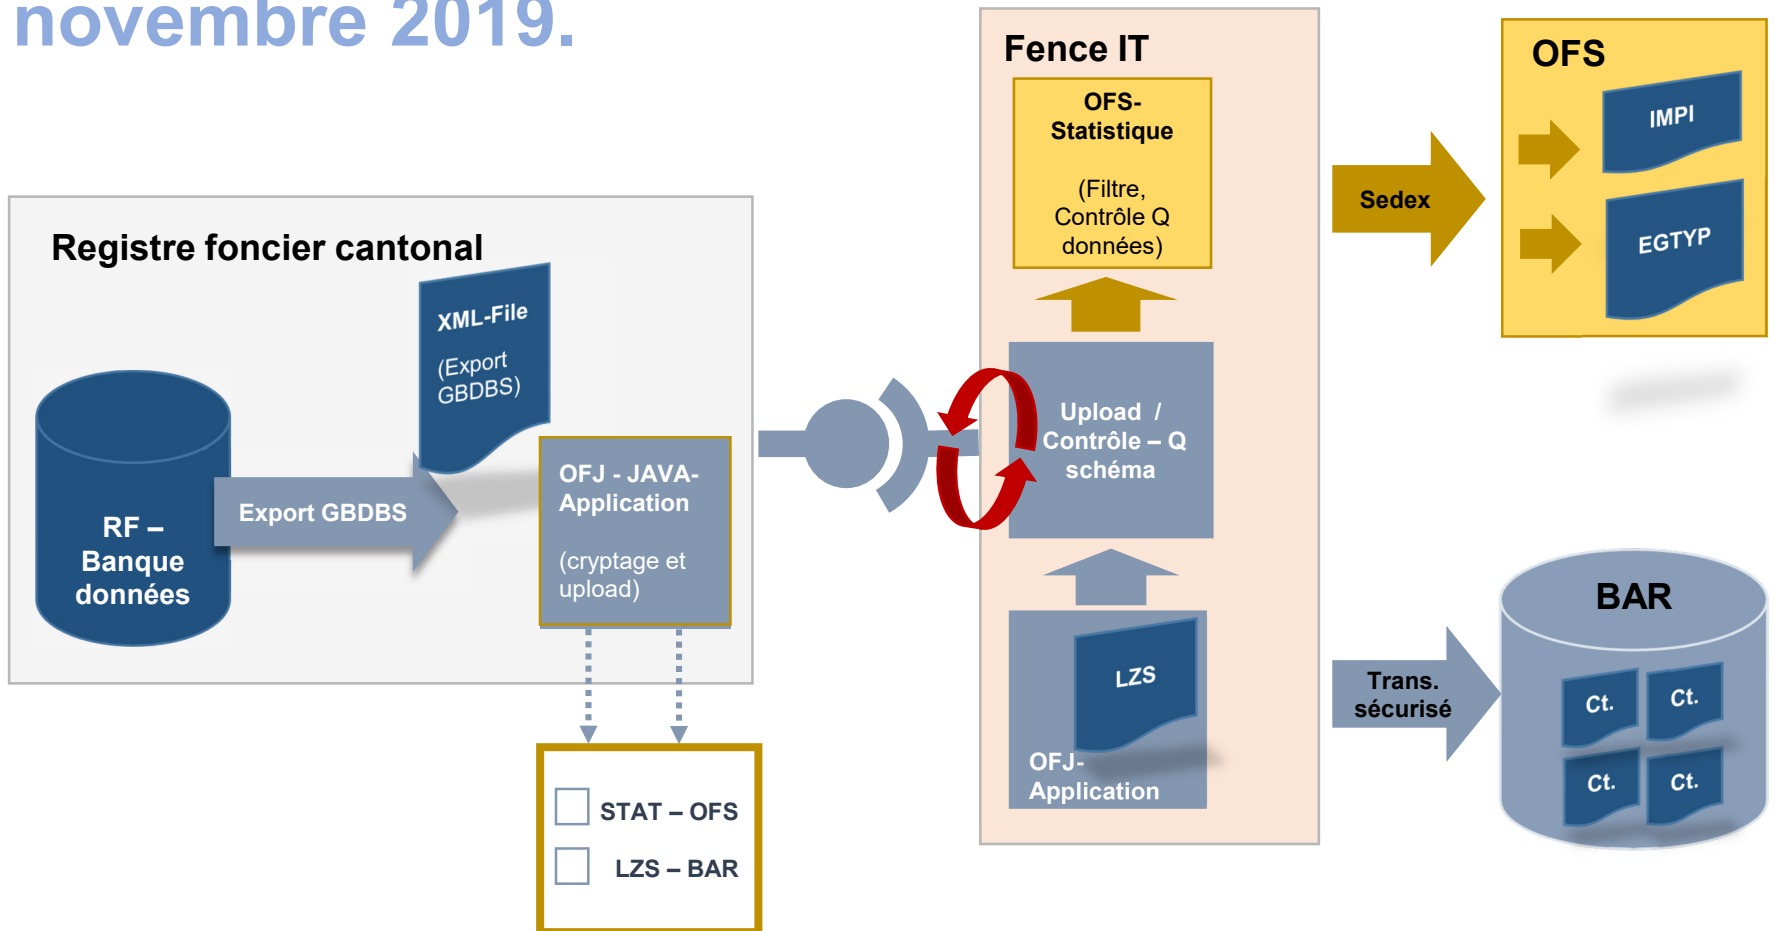 novembre 2019.
Registre foncier cantonal
RF –
Banque
données
Export GBDBS
XML-File
(Export
GBDBS)
OFJ - JAVA-
Application
(cryptage et
upload)
STAT – OFS
LZS – BAR
Fence IT
OFS-
Statistique
(Filtre,
Contrôle Q
données)
Upload /
Contrôle – Q
schéma
LZS
OFJ-
Application
Sedex
OFS
IMPI
EGTYP
Trans.
sécurisé
BAR
Ct.
Ct.
Ct.
Ct.